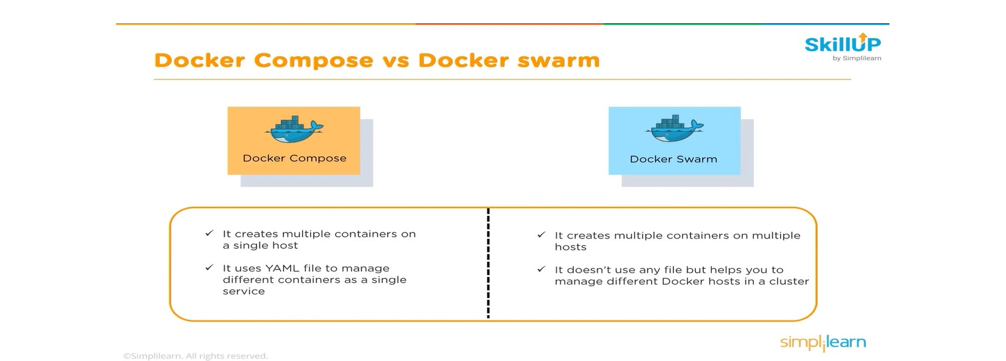 SkillUP
by Simplilearn
Docker Compose vs Docker swarm
Docker Compose
Docker Swarm
✓ It creates multiple containers on
a single host
✓ It uses YAML file to manage
different containers as a single
service
✓ It creates multiple containers on multiple
hosts
✓ It doesn't use any file but helps you to
manage different Docker hosts in a cluster
simplilearn
©Simplilearn. All rights reserved.